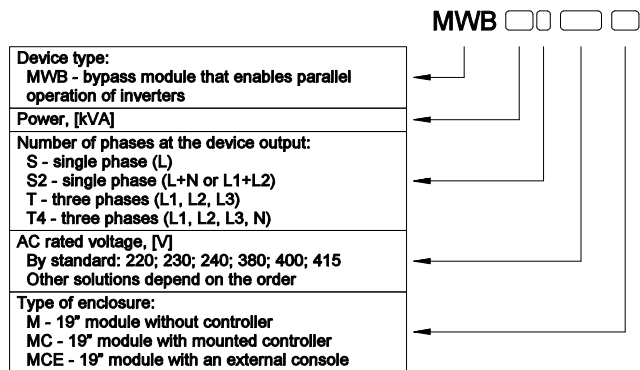 MWB
Device type:
MWB - bypass module that enables parallel
operation of inverters
Power, [kVA]
Number of phases at the device output:
S - single phase (L)
S2 - single phase (L+N or L1+L2)
T - three phases (L1, L2, L3)
T4 - three phases (L1, L2, L3, N)
AC rated voltage, [V]
By standard: 220; 230; 240; 380; 400; 415
Other solutions depend on the order
Type of enclosure:
M - 19” module without controller
MC - 19” module with mounted controller
MCE - 19” module with an external console